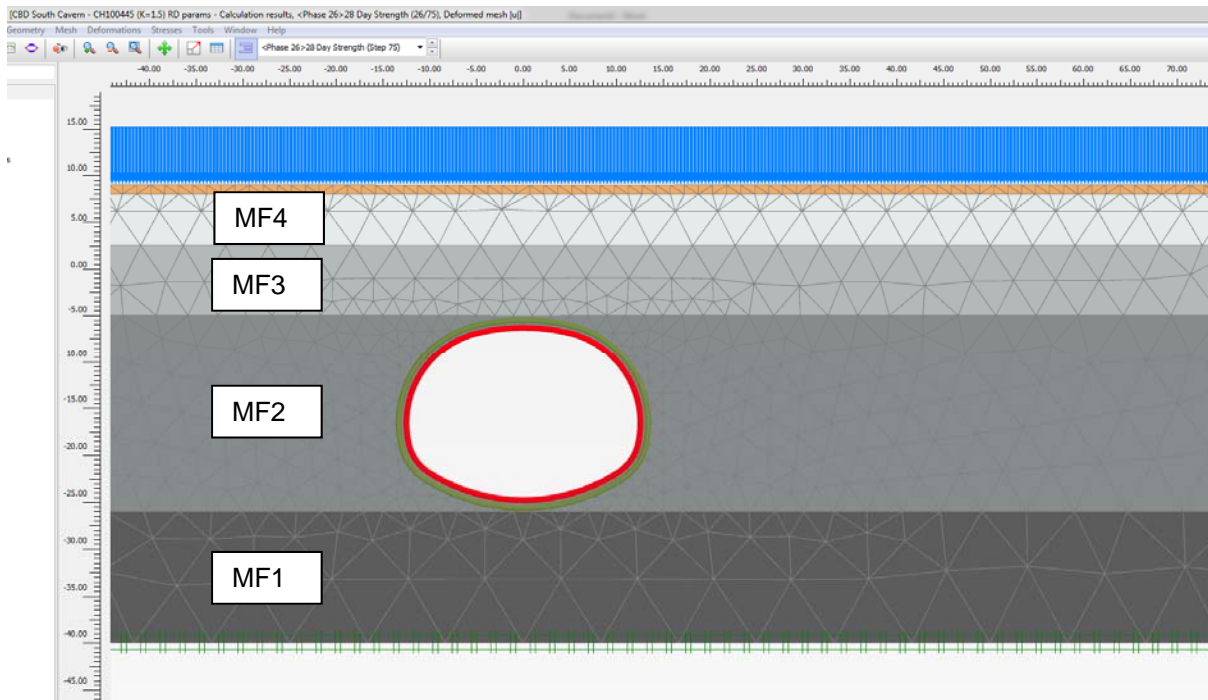 [CBD South Cavern - CH100445 (K=1.5) RD params - Calculation results, <Phase 26>28 Day Strength (26/75), Deformed mesh |u|]
Geometry Mesh Deformations Stresses Tools Window Help
<Phase 26>28 Day Strength (Step 75)
-40.00 -35.00 -30.00 -25.00 -20.00 -15.00 -10.00 -5.00 0.00 5.00 10.00 15.00 20.00 25.00 30.00 35.00 40.00 45.00 50.00 55.00 60.00 65.00 70.00
15.00
10.00
5.00
MF4
0.00
MF3
-5.00
10.00
-15.00
MF2
-20.00
-25.00
-30.00
MF1
-35.00
-40.00
-45.00